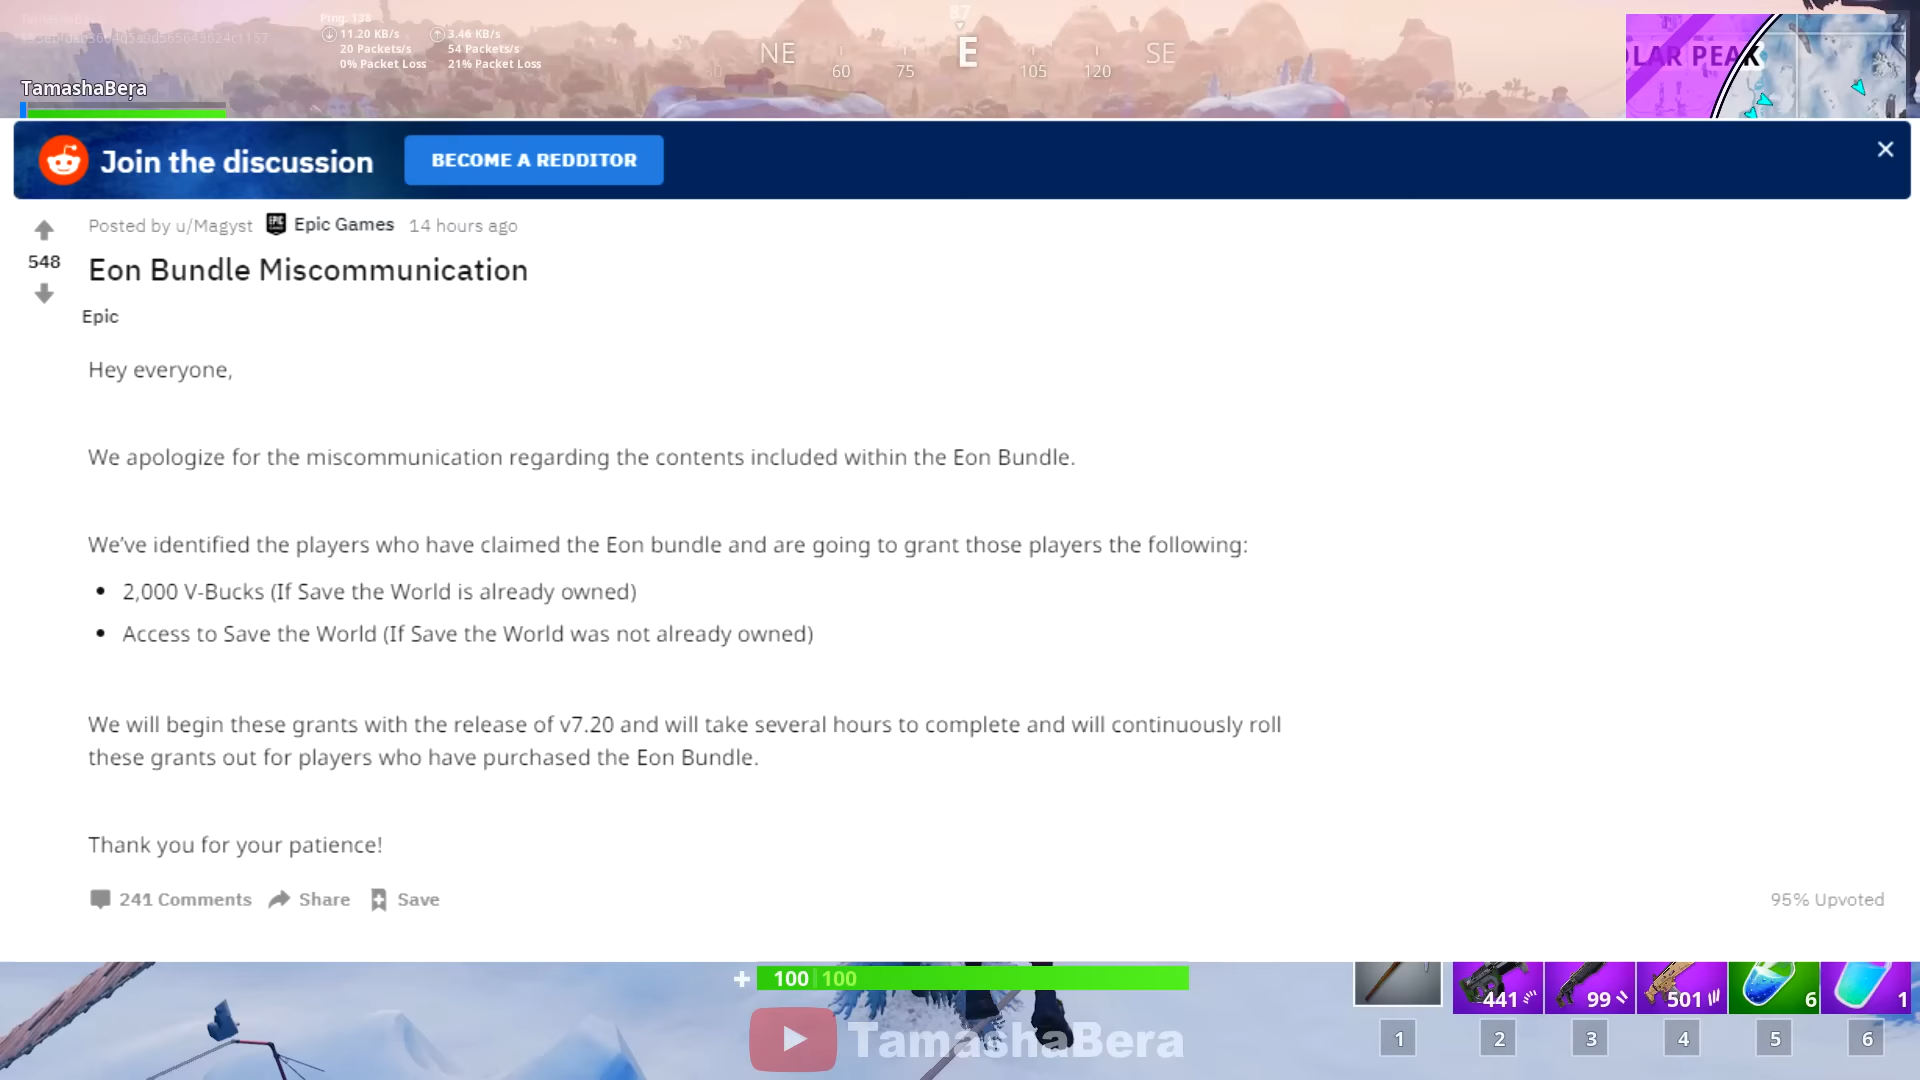 Ping: 138
11.20 KB/s 3.46 KB/s
20 Packets/s 54 Packets/s
0% Packet Loss 21% Packet Loss
TamashaBera
87
NE E SE
60 75 105 120
LAR PEAK
Join the discussion BECOME A REDDITOR
Posted by u/Magyst Epic Games 14 hours ago
548
Eon Bundle Miscommunication
Epic
Hey everyone,
We apologize for the miscommunication regarding the contents included within the Eon Bundle.
We’ve identified the players who have claimed the Eon bundle and are going to grant those players the following:
• 2,000 V-Bucks (If Save the World is already owned)
• Access to Save the World (If Save the World was not already owned)
We will begin these grants with the release of v7.20 and will take several hours to complete and will continuously roll
these grants out for players who have purchased the Eon Bundle.
Thank you for your patience!
241 Comments Share Save 95% Upvoted
+ 100 | 100
441 99 501 6 1
TamashaBera
1 2 3 4 5 6